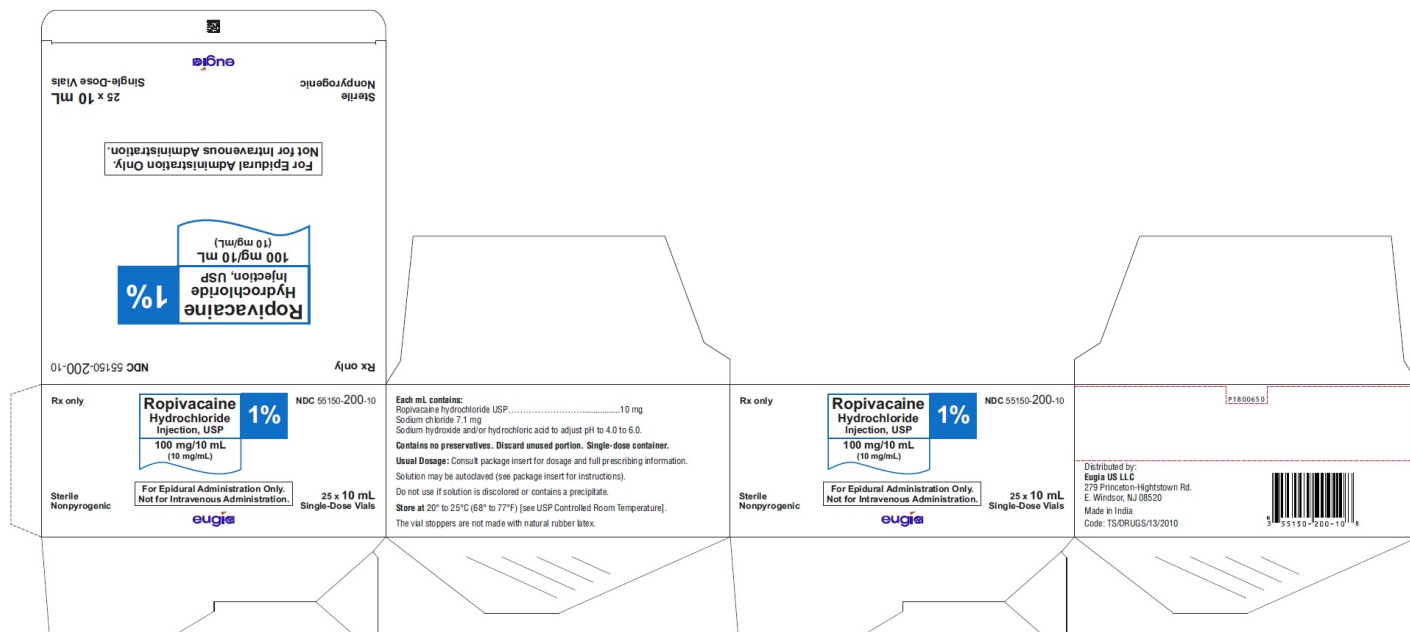 eugia
Sterile
Nonpyrogenic
25 x 10 mL
Single-Dose Vials
For Epidural Administration Only.
Not for Intravenous Administration.
Ropivacaine
Hydrochloride
Injection, USP
1%
100 mg/10 mL
(10 mg/mL)
Rx only
NDC 55150-200-10
Rx only
Ropivacaine
Hydrochloride
Injection, USP
1%
NDC 55150-200-10
100 mg/10 mL
(10 mg/mL)
For Epidural Administration Only.
Not for Intravenous Administration.
Sterile
Nonpyrogenic
25 x 10 mL
Single-Dose Vials
eugia
Each mL contains:
Ropivacaine hydrochloride USP..........................................10 mg
Sodium chloride 7.1 mg
Sodium hydroxide and/or hydrochloric acid to adjust pH to 4.0 to 6.0.
Contains no preservatives. Discard unused portion. Single-dose container.
Usual Dosage: Consult package insert for dosage and full prescribing information.
Solution may be autoclaved (see package insert for instructions).
Do not use if solution is discolored or contains a precipitate.
Store at 20° to 25°C (68° to 77°F) [see USP Controlled Room Temperature].
The vial stoppers are not made with natural rubber latex.
Rx only
Ropivacaine
Hydrochloride
Injection, USP
1%
NDC 55150-200-10
100 mg/10 mL
(10 mg/mL)
For Epidural Administration Only.
Not for Intravenous Administration.
Sterile
Nonpyrogenic
25 x 10 mL
Single-Dose Vials
eugia
P1800650
Distributed by:
Eugia US LLC
279 Princeton-Hightstown Rd.
E. Windsor, NJ 08520
Made in India
Code: TS/DRUGS/13/2010
N
3 55150-200-10 8